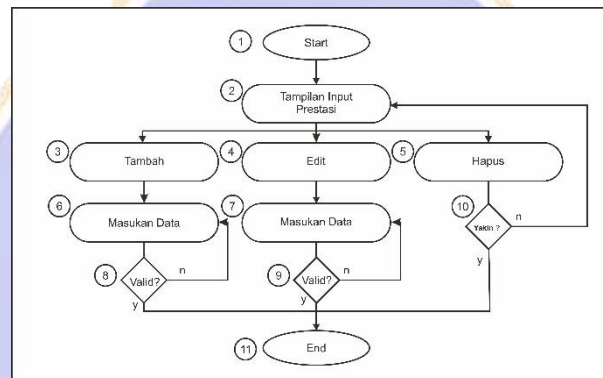 1
Start
2
Tampilan Input
Prestasi
3
Tambah
4
Edit
5
Hapus
6
Masukan Data
7
Masukan Data
10
Yakin ?
n
8
Valid?
n
9
Valid?
n
y
y
y
11
End